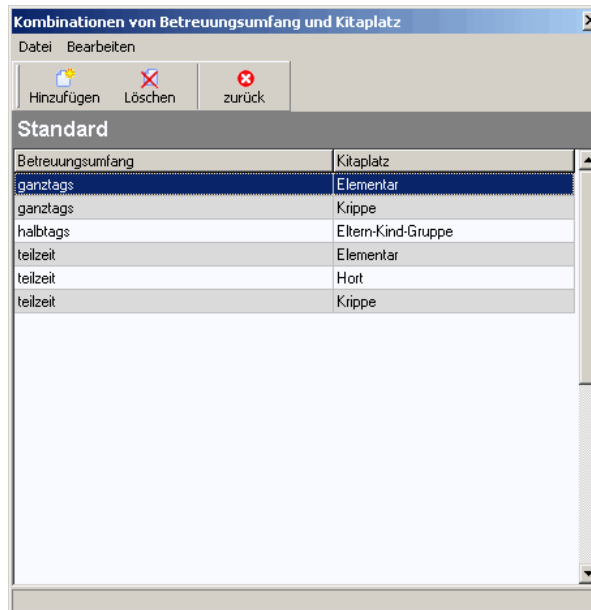 Kombinationen von Betreuungsumfang und Kitaplatz
Datei Bearbeiten
Hinzufügen Löschen zurück
Standard
Betreuungsumfang Kitaplatz
ganztags Elementar
ganztags Krippe
halbtags Eltern-Kind-Gruppe
teilzeit Elementar
teilzeit Hort
teilzeit Krippe